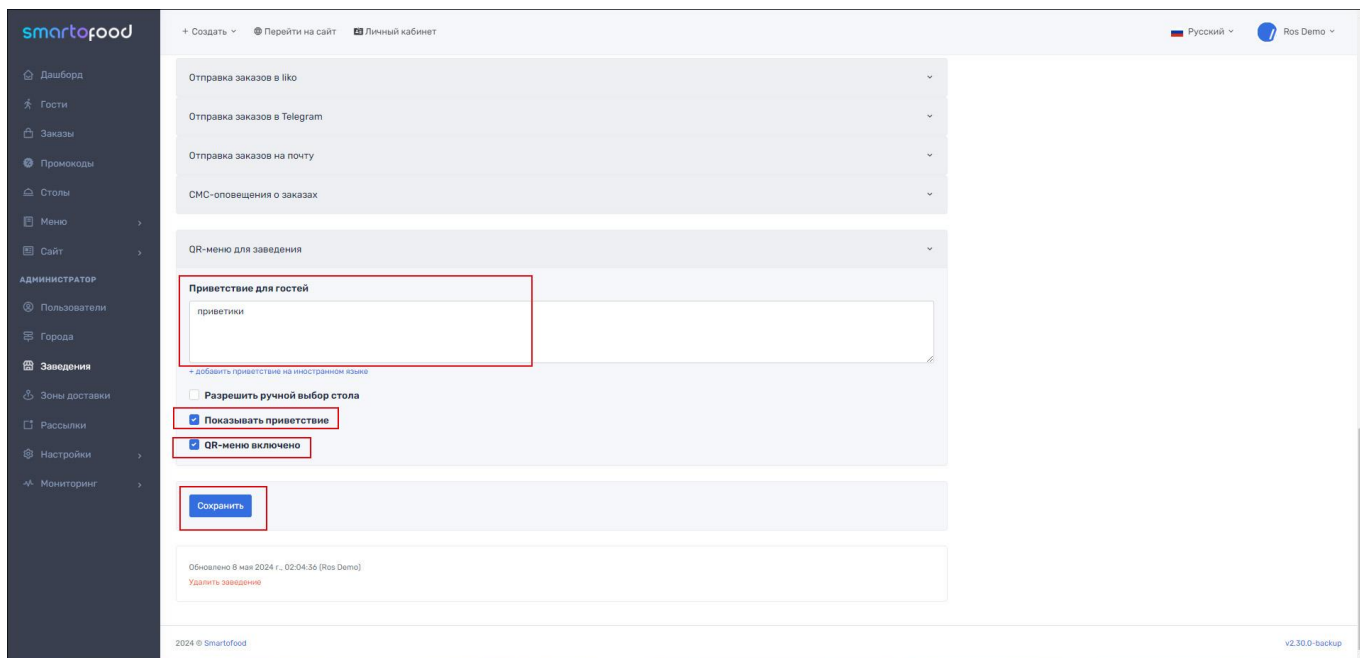 smartofood
+ Создать
Перейти на сайт
Личный кабинет
Русский
Ros Demo
Дашборд
Гости
Заказы
Промокоды
Столы
Меню
Сайт
АДМИНИСТРАТОР
Пользователи
Города
Заведения
Зоны доставки
Рассылки
Настройки
Мониторинг
Отправка заказов в Iiko
Отправка заказов в Telegram
Отправка заказов на почту
СМС-оповещения о заказах
QR-меню для заведения
Приветствие для гостей
приветики
+ добавить приветствие на иностранном языке
Разрешить ручной выбор стола
Показывать приветствие
QR-меню включено
Сохранить
Обновлено 8 мая 2024 г., 02:04:36 (Ros Demo)
Удалить заведение
2024 © Smartofood
v2.30.0-backup